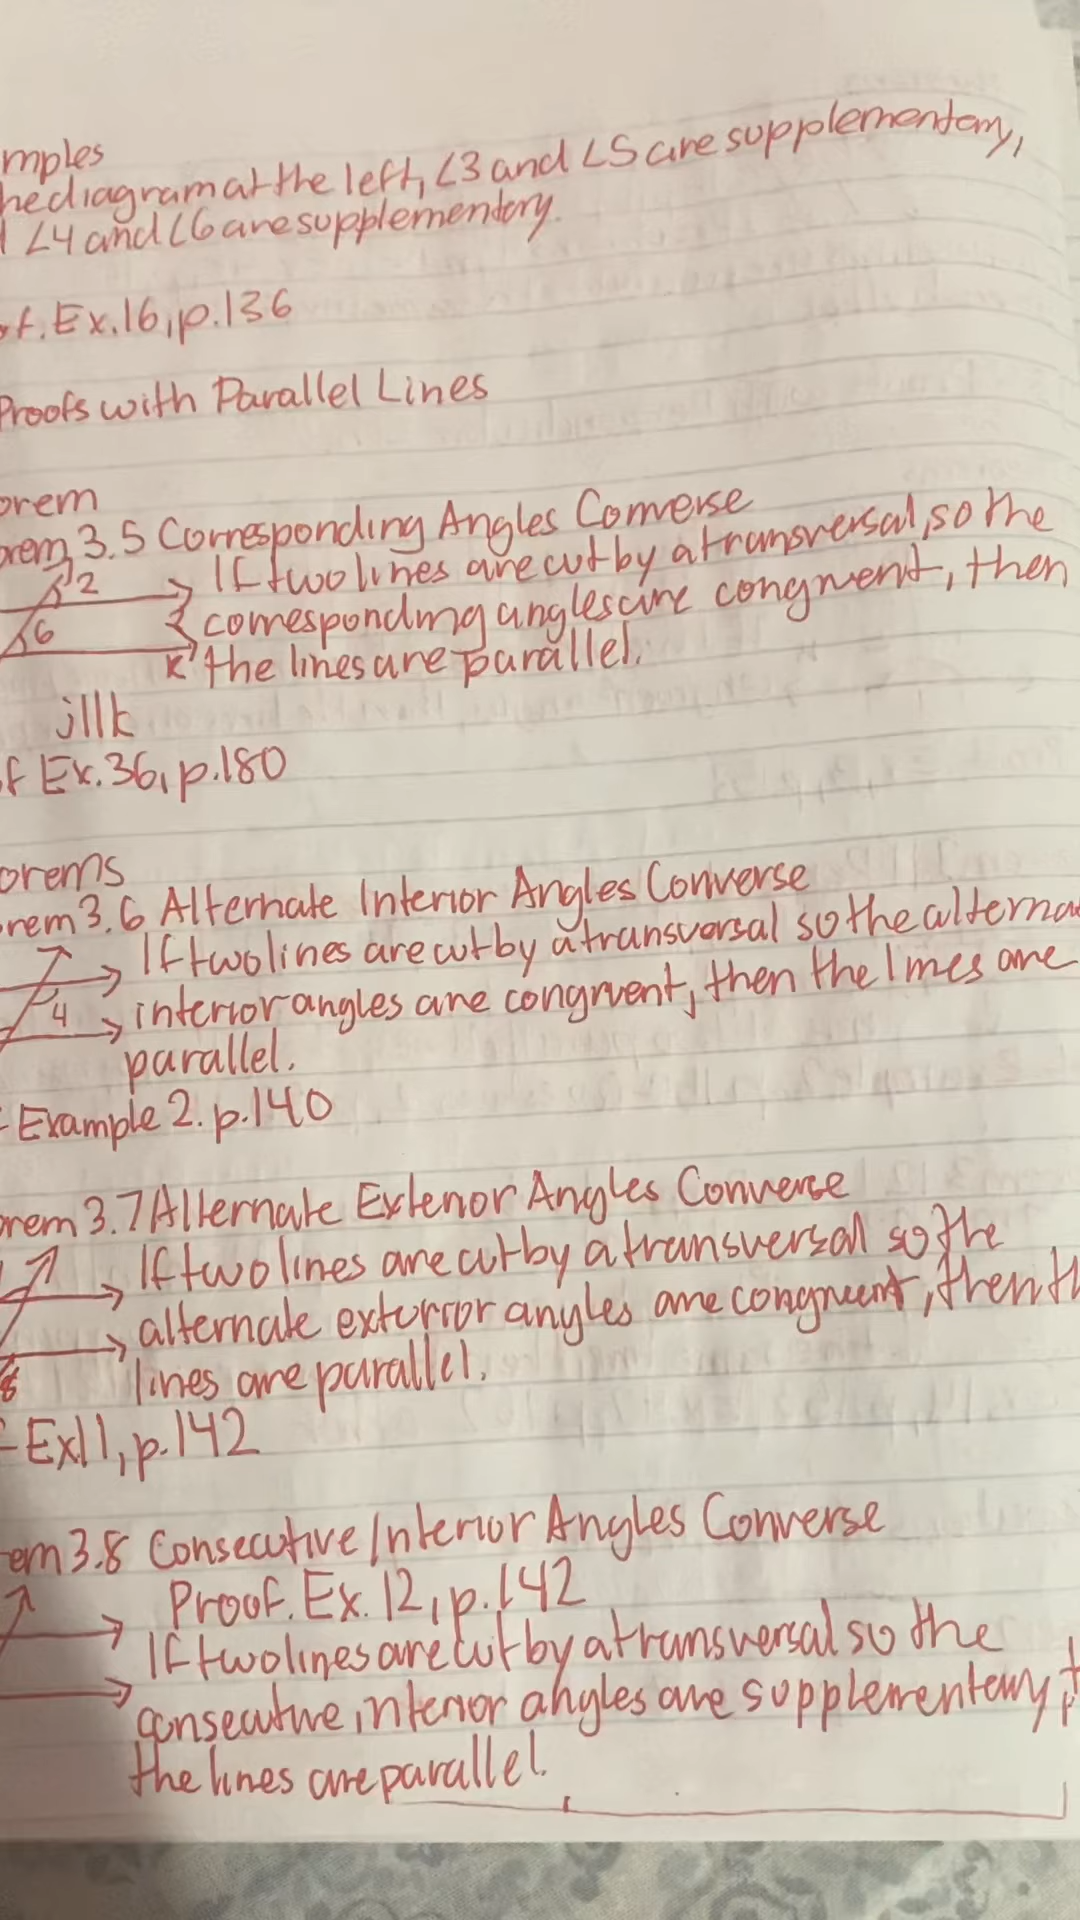 mples
he diagram at the left, ∠3 and ∠5 are supplementary,
∠4 and ∠6 are supplementary.
of. Ex.16, p.136
Proofs with Parallel Lines
orem
orem 3.5 Corresponding Angles Converse
2 If two lines are cut by a transversal, so the
6 corresponding angles are congruent, then
k the lines are parallel.
j||k
f Ex.36, p.180
orems
rem 3.6 Alternate Interior Angles Converse
If two lines are cut by a transversal so the alterna
4 interior angles are congruent, then the lines are
parallel.
Example 2. p.140
rem 3.7 Alternate Exterior Angles Converse
1 If two lines are cut by a transversal so the
alternate exterior angles are congruent, then th
8 lines are parallel.
Ex11, p.142
em 3.8 Consecutive Interior Angles Converse
Proof. Ex. 12, p.142
If two lines are cut by a transversal so the
consecutive interior angles are supplementary, t
the lines are parallel.